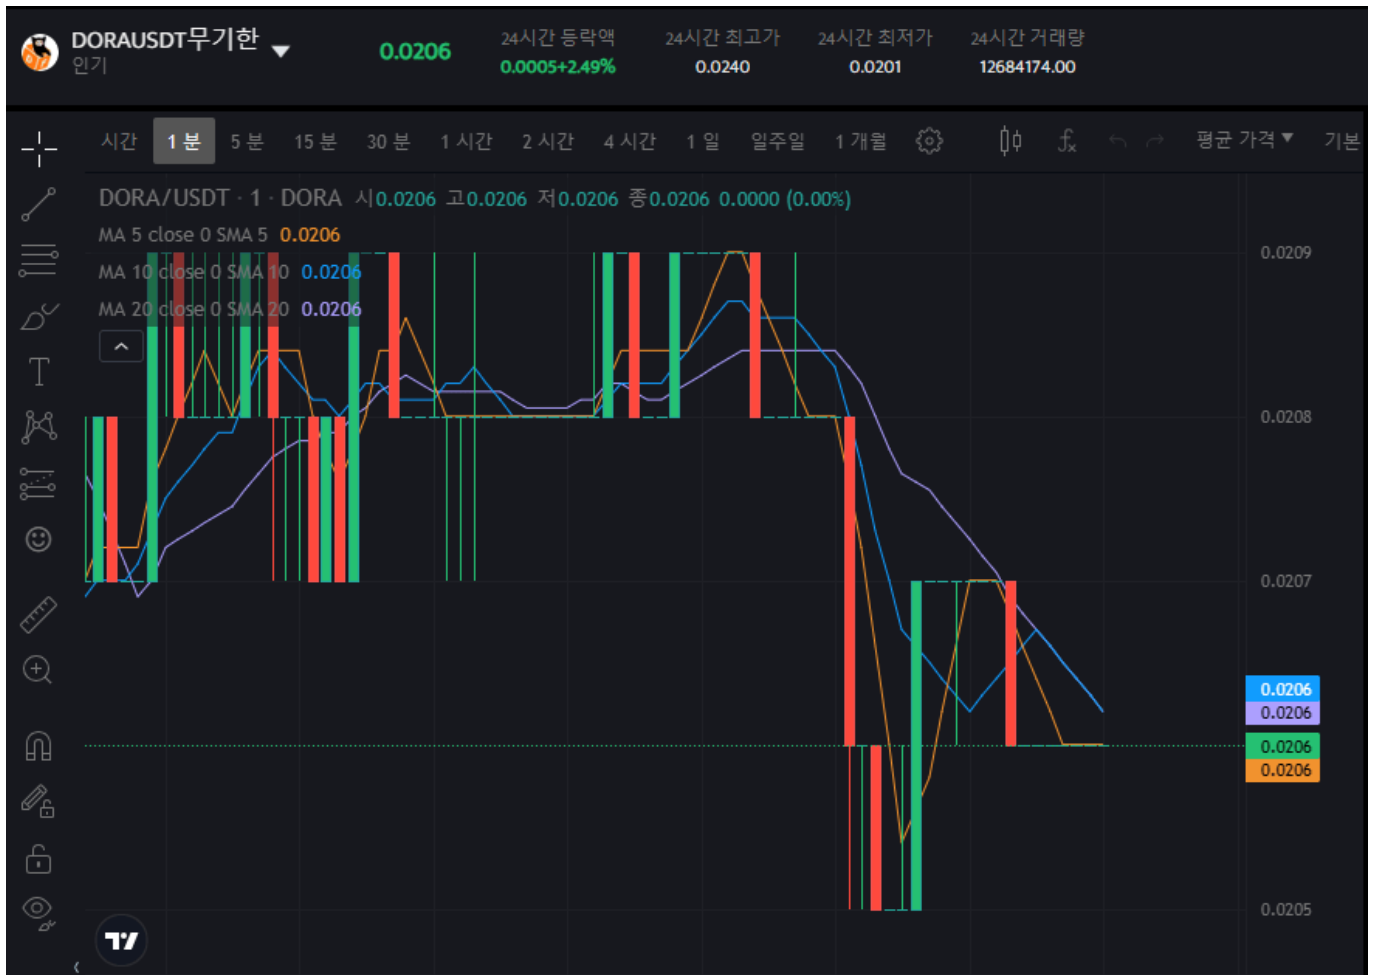 DORAUSDT무기한
인기
0.0206
24시간 등락액
0.0005+2.49%
24시간 최고가
0.0240
24시간 최저가
0.0201
24시간 거래량
12684174.00
시간 1 분 5 분 15 분 30 분 1 시간 2 시간 4 시간 1 일 일주일 1 개월 fx 평균 가격 기본
DORA/USDT · 1 · DORA 시0.0206 고0.0206 저0.0206 종0.0206 0.0000 (0.00%)
MA 5 close 0 SMA 5 0.0206
MA 10 close 0 SMA 10 0.0206
MA 20 close 0 SMA 20 0.0206
0.0209
0.0208
0.0207
0.0206
0.0206
0.0206
0.0206
0.0205